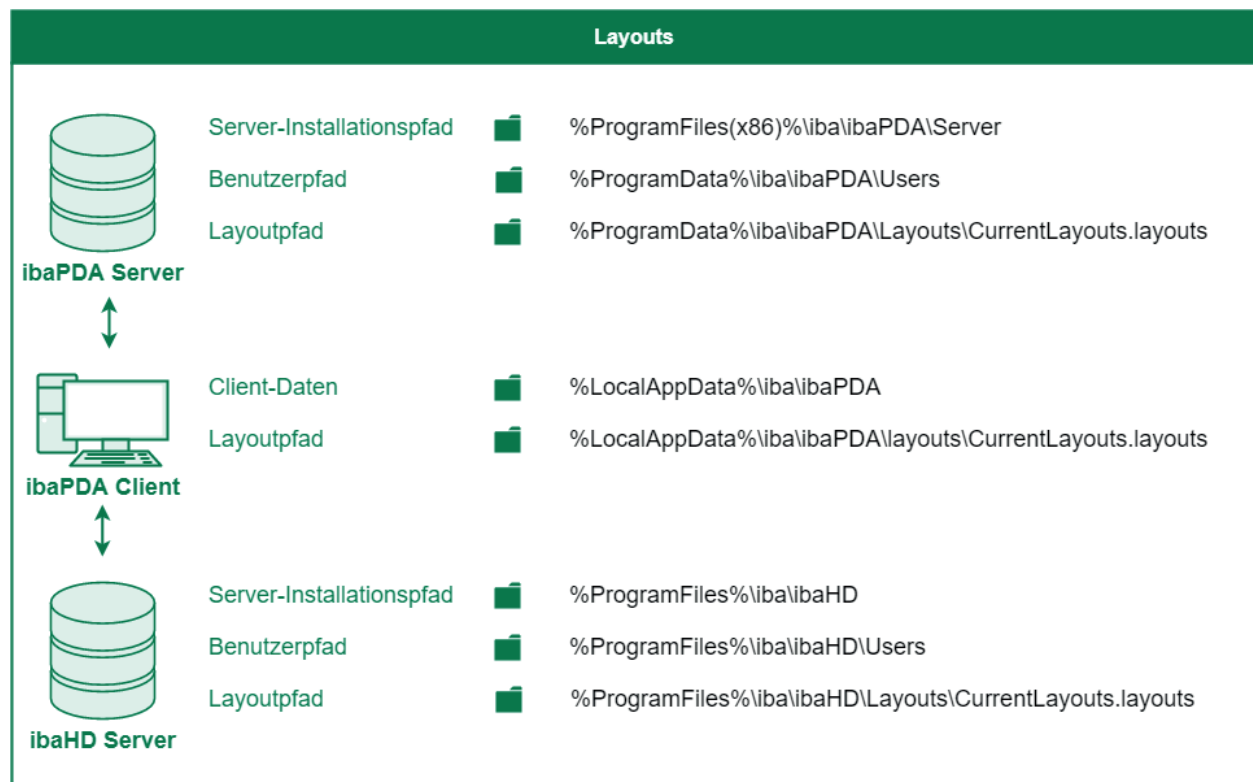 Layouts
Server-Installationspfad %ProgramFiles(x86)%\iba\ibaPDA\Server
Benutzerpfad %ProgramData%\iba\ibaPDA\Users
Layoutpfad %ProgramData%\iba\ibaPDA\Layouts\CurrentLayouts.layouts
ibaPDA Server
Client-Daten %LocalAppData%\iba\ibaPDA
Layoutpfad %LocalAppData%\iba\ibaPDA\layouts\CurrentLayouts.layouts
ibaPDA Client
Server-Installationspfad %ProgramFiles%\iba\ibaHD
Benutzerpfad %ProgramFiles%\iba\ibaHD\Users
Layoutpfad %ProgramFiles%\iba\ibaHD\Layouts\CurrentLayouts.layouts
ibaHD Server